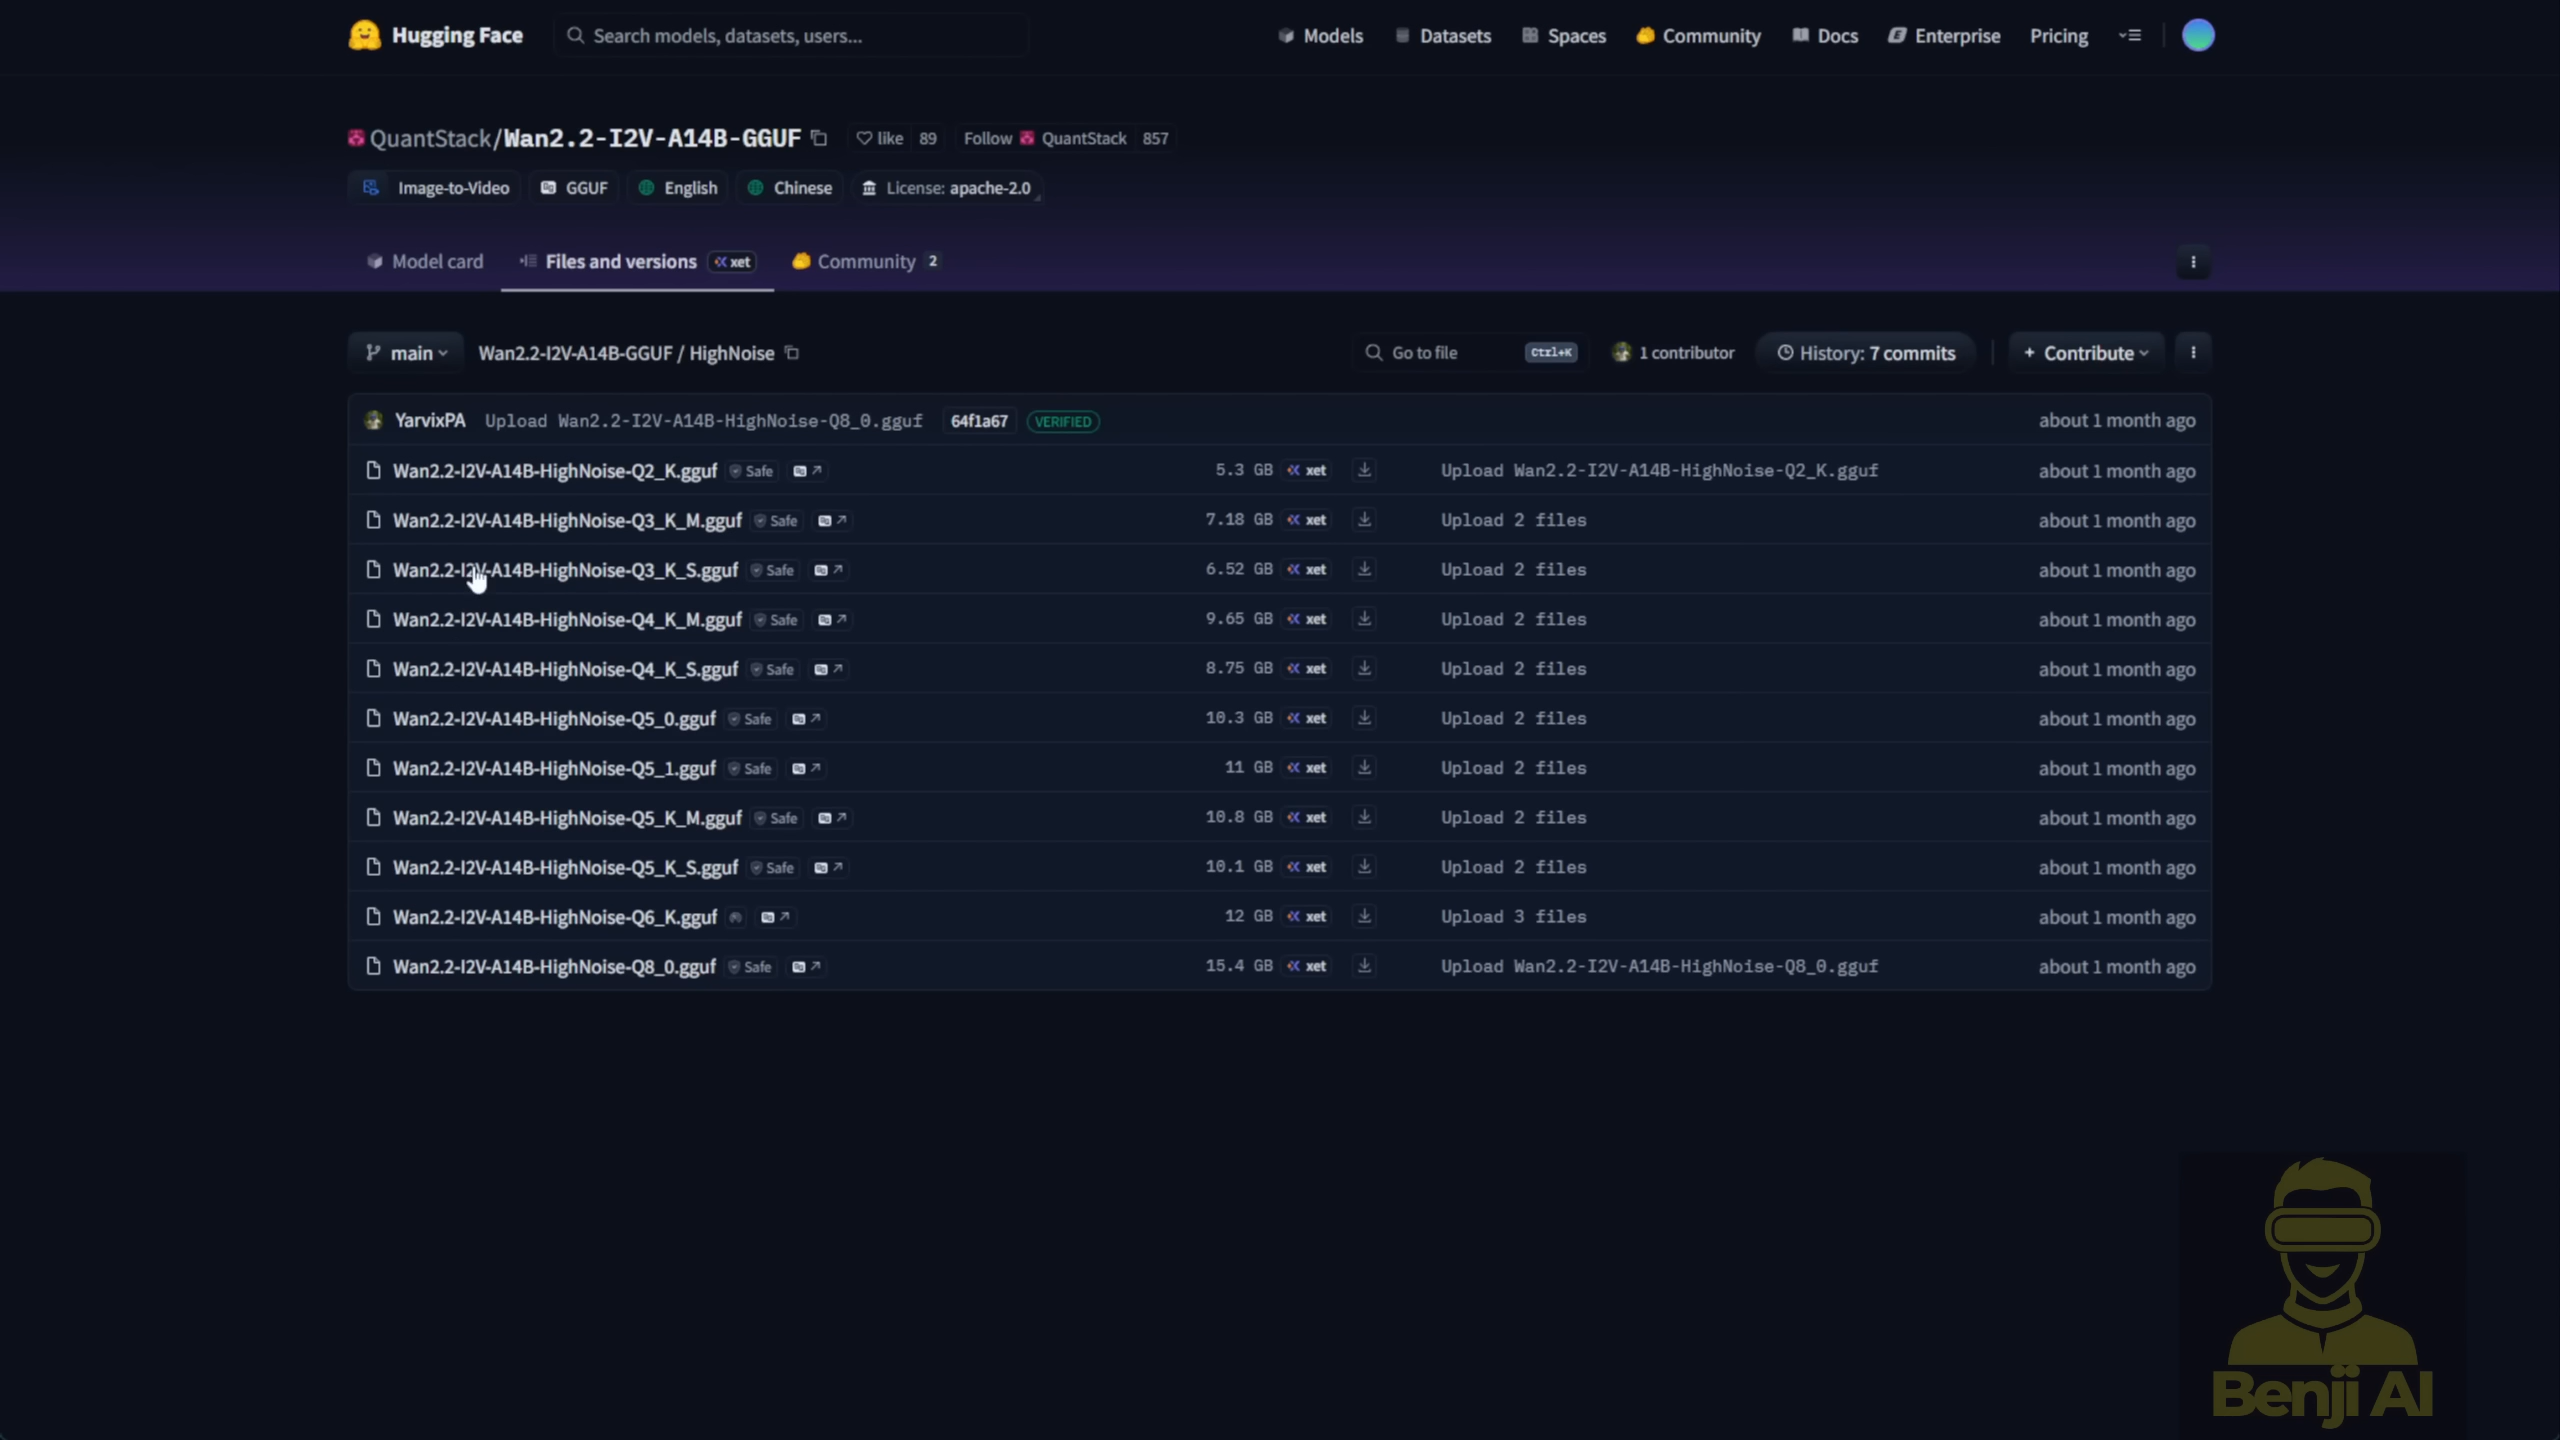 Hugging Face
Search models, datasets, users...
Models
Datasets
Spaces
Community
Docs
Enterprise
Pricing
QuantStack/Wan2.2-I2V-A14B-GGUF
like 89
Follow QuantStack 857
Image-to-Video
GGUF
English
Chinese
License: apache-2.0
Model card
Files and versions xet
Community 2
main
Wan2.2-I2V-A14B-GGUF / HighNoise
Go to file Ctrl+K
1 contributor
History: 7 commits
+ Contribute
YarvixPA Upload Wan2.2-I2V-A14B-HighNoise-Q8_0.gguf 64f1a67 VERIFIED about 1 month ago
Wan2.2-I2V-A14B-HighNoise-Q2_K.gguf Safe 5.3 GB xet Upload Wan2.2-I2V-A14B-HighNoise-Q2_K.gguf about 1 month ago
Wan2.2-I2V-A14B-HighNoise-Q3_K_M.gguf Safe 7.18 GB xet Upload 2 files about 1 month ago
Wan2.2-I2V-A14B-HighNoise-Q3_K_S.gguf Safe 6.52 GB xet Upload 2 files about 1 month ago
Wan2.2-I2V-A14B-HighNoise-Q4_K_M.gguf Safe 9.65 GB xet Upload 2 files about 1 month ago
Wan2.2-I2V-A14B-HighNoise-Q4_K_S.gguf Safe 8.75 GB xet Upload 2 files about 1 month ago
Wan2.2-I2V-A14B-HighNoise-Q5_0.gguf Safe 10.3 GB xet Upload 2 files about 1 month ago
Wan2.2-I2V-A14B-HighNoise-Q5_1.gguf Safe 11 GB xet Upload 2 files about 1 month ago
Wan2.2-I2V-A14B-HighNoise-Q5_K_M.gguf Safe 10.8 GB xet Upload 2 files about 1 month ago
Wan2.2-I2V-A14B-HighNoise-Q5_K_S.gguf Safe 10.1 GB xet Upload 2 files about 1 month ago
Wan2.2-I2V-A14B-HighNoise-Q6_K.gguf 12 GB xet Upload 3 files about 1 month ago
Wan2.2-I2V-A14B-HighNoise-Q8_0.gguf Safe 15.4 GB xet Upload Wan2.2-I2V-A14B-HighNoise-Q8_0.gguf about 1 month ago
Benji AI